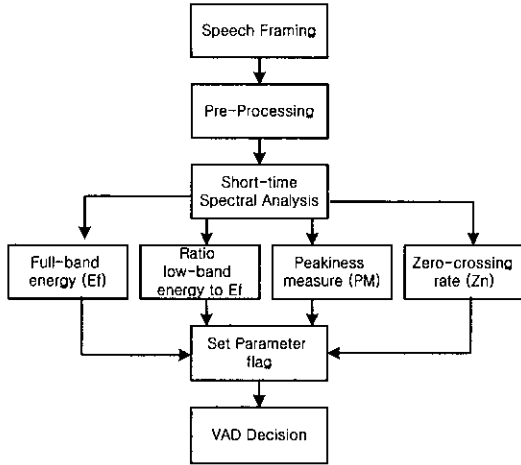 Speech Framing
Pre-Processing
Short-time
Spectral Analysis
Full-band
energy (Ef)
Ratio
low-band
energy to Ef
Peakiness
measure (PM)
Zero-crossing
rate (Zn)
Set Parameter
flag
VAD Decision